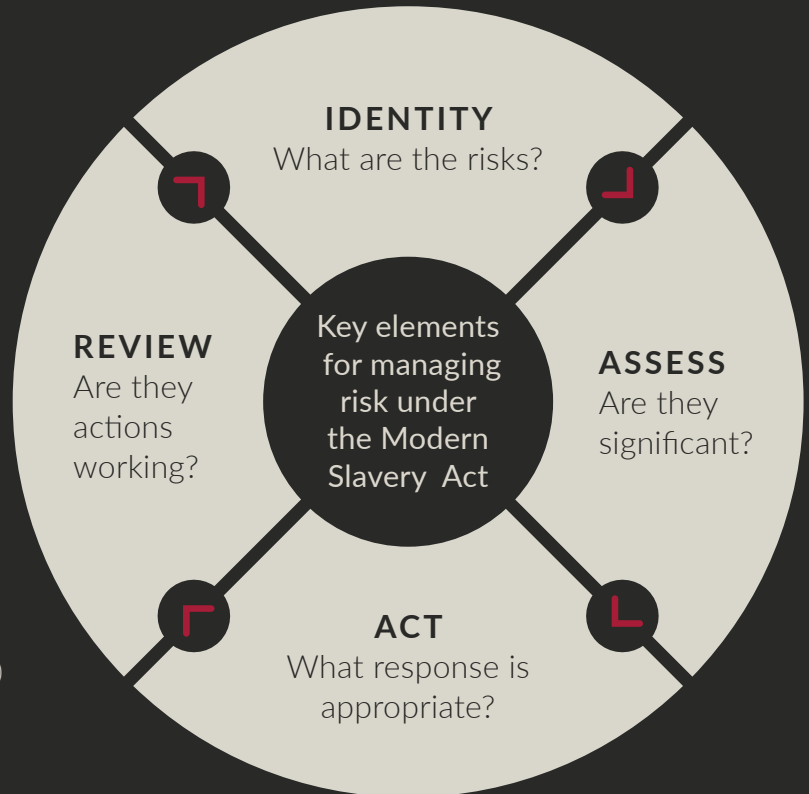 IDENTITY
What are the risks?
Key elements
for managing
risk under
the Modern
Slavery Act
ASSESS
Are they
significant?
ACT
What response is
appropriate?
REVIEW
Are they
actions
working?